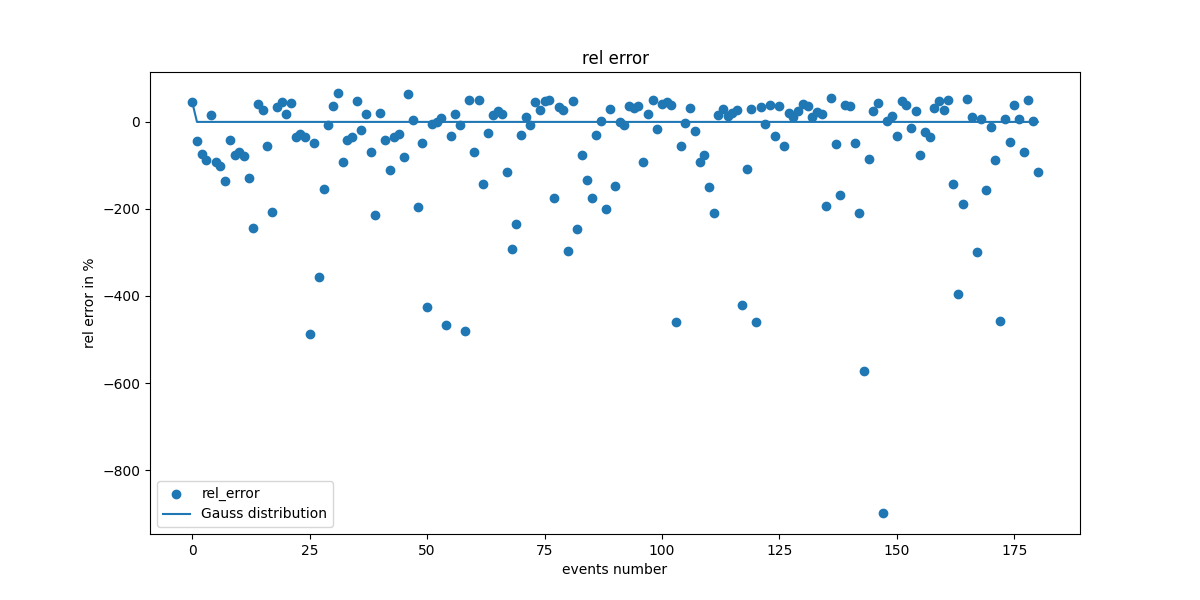 rel error
rel error in %
0
−200
−400
−600
−800
rel_error
Gauss distribution
0
25
50
75
100
125
150
175
events number